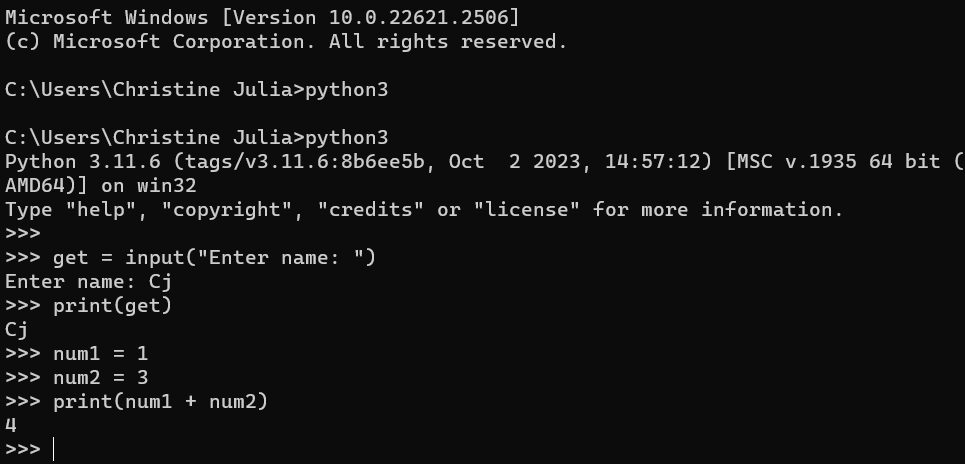 Microsoft Windows [Version 10.0.22621.2506]
(c) Microsoft Corporation. All rights reserved.
C:\Users\Christine Julia>python3
C:\Users\Christine Julia>python3
Python 3.11.6 (tags/v3.11.6:8b6ee5b, Oct  2 2023, 14:57:12) [MSC v.1935 64 bit (
AMD64)] on win32
Type "help", "copyright", "credits" or "license" for more information.
>>>
>>> get = input("Enter name: ")
Enter name: Cj
>>> print(get)
Cj
>>> num1 = 1
>>> num2 = 3
>>> print(num1 + num2)
4
>>>